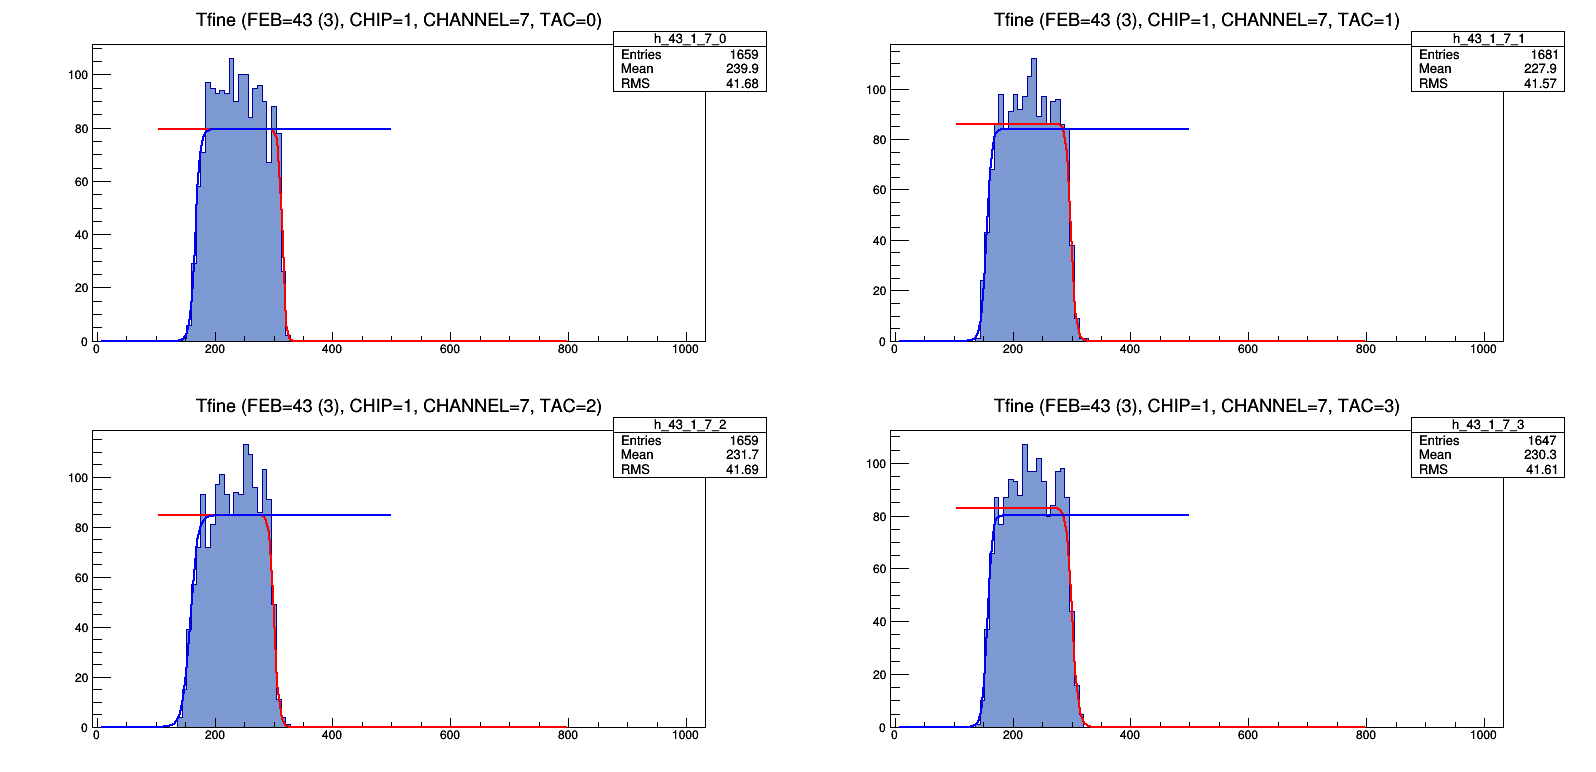 Tfine (FEB=43 (3), CHIP=1, CHANNEL=7, TAC=0)
h_43_1_7_0
Entries 1659
Mean 239.9
RMS 41.68
100
80
60
40
20
0
0 200 400 600 800 1000
Tfine (FEB=43 (3), CHIP=1, CHANNEL=7, TAC=1)
h_43_1_7_1
Entries 1681
Mean 227.9
RMS 41.57
100
80
60
40
20
0
0 200 400 600 800 1000
Tfine (FEB=43 (3), CHIP=1, CHANNEL=7, TAC=2)
h_43_1_7_2
Entries 1659
Mean 231.7
RMS 41.69
100
80
60
40
20
0
0 200 400 600 800 1000
Tfine (FEB=43 (3), CHIP=1, CHANNEL=7, TAC=3)
h_43_1_7_3
Entries 1647
Mean 230.3
RMS 41.61
100
80
60
40
20
0
0 200 400 600 800 1000